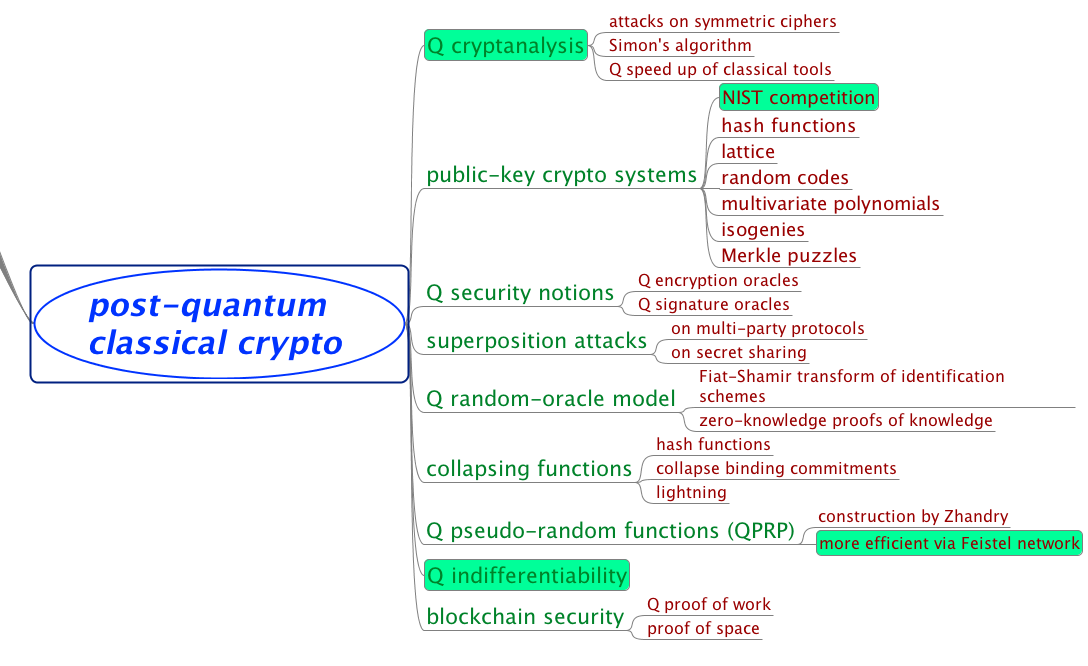 post-quantum
classical crypto
Q cryptanalysis
attacks on symmetric ciphers
Simon's algorithm
Q speed up of classical tools
public-key crypto systems
NIST competition
hash functions
lattice
random codes
multivariate polynomials
isogenies
Merkle puzzles
Q security notions
Q encryption oracles
Q signature oracles
superposition attacks
on multi-party protocols
on secret sharing
Q random-oracle model
Fiat-Shamir transform of identification
schemes
zero-knowledge proofs of knowledge
collapsing functions
hash functions
collapse binding commitments
lightning
Q pseudo-random functions (QPRP)
construction by Zhandry
more efficient via Feistel network
Q indifferentiability
blockchain security
Q proof of work
proof of space